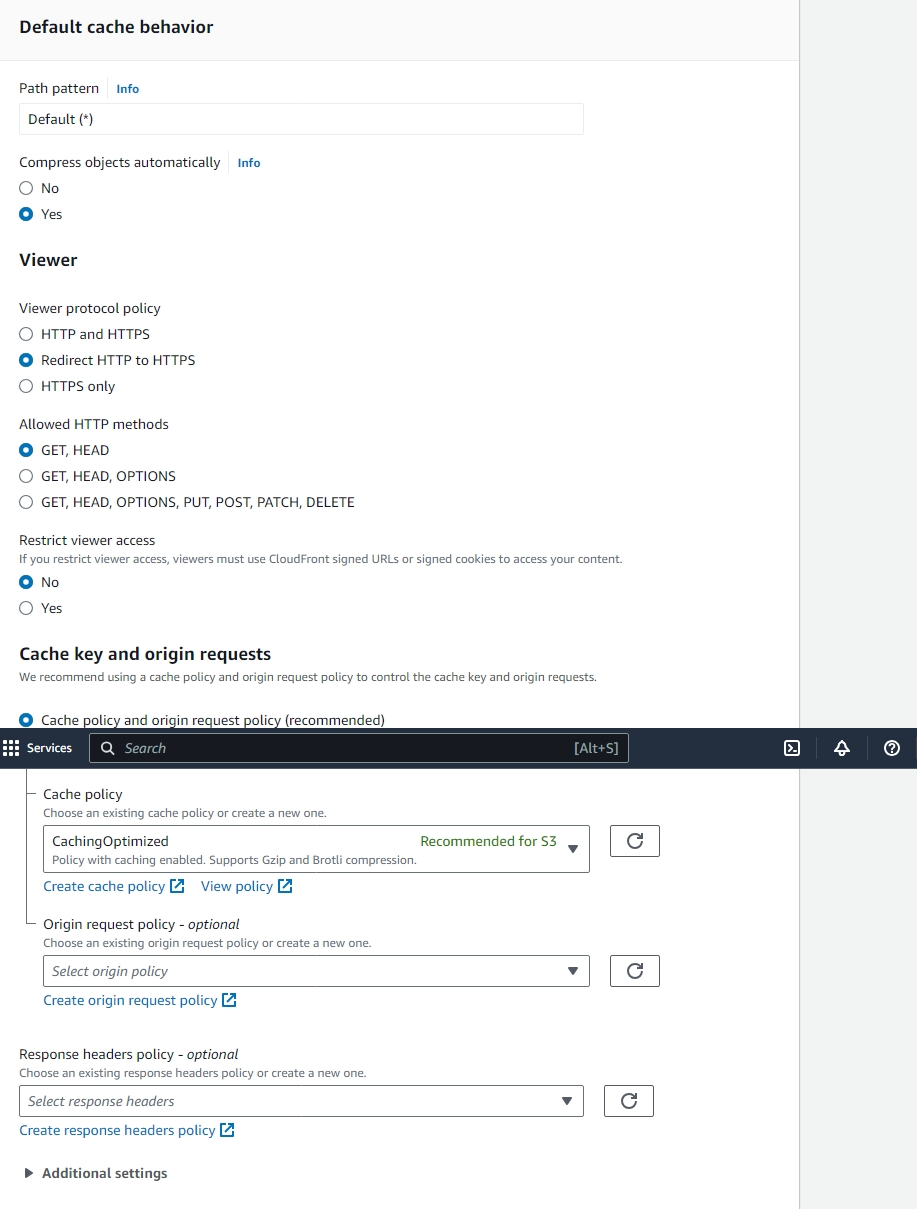 Default cache behavior
Path pattern Info
Default (*)
Compress objects automatically Info
No
Yes
Viewer
Viewer protocol policy
HTTP and HTTPS
Redirect HTTP to HTTPS
HTTPS only
Allowed HTTP methods
GET, HEAD
GET, HEAD, OPTIONS
GET, HEAD, OPTIONS, PUT, POST, PATCH, DELETE
Restrict viewer access
If you restrict viewer access, viewers must use CloudFront signed URLs or signed cookies to access your content.
No
Yes
Cache key and origin requests
We recommend using a cache policy and origin request policy to control the cache key and origin requests.
Cache policy and origin request policy (recommended)
Services Search [Alt+S]
Cache policy
Choose an existing cache policy or create a new one.
CachingOptimized Recommended for S3
Policy with caching enabled. Supports Gzip and Brotli compression.
Create cache policy View policy
Origin request policy - optional
Choose an existing origin request policy or create a new one.
Select origin policy
Create origin request policy
Response headers policy - optional
Choose an existing response headers policy or create a new one.
Select response headers
Create response headers policy
Additional settings